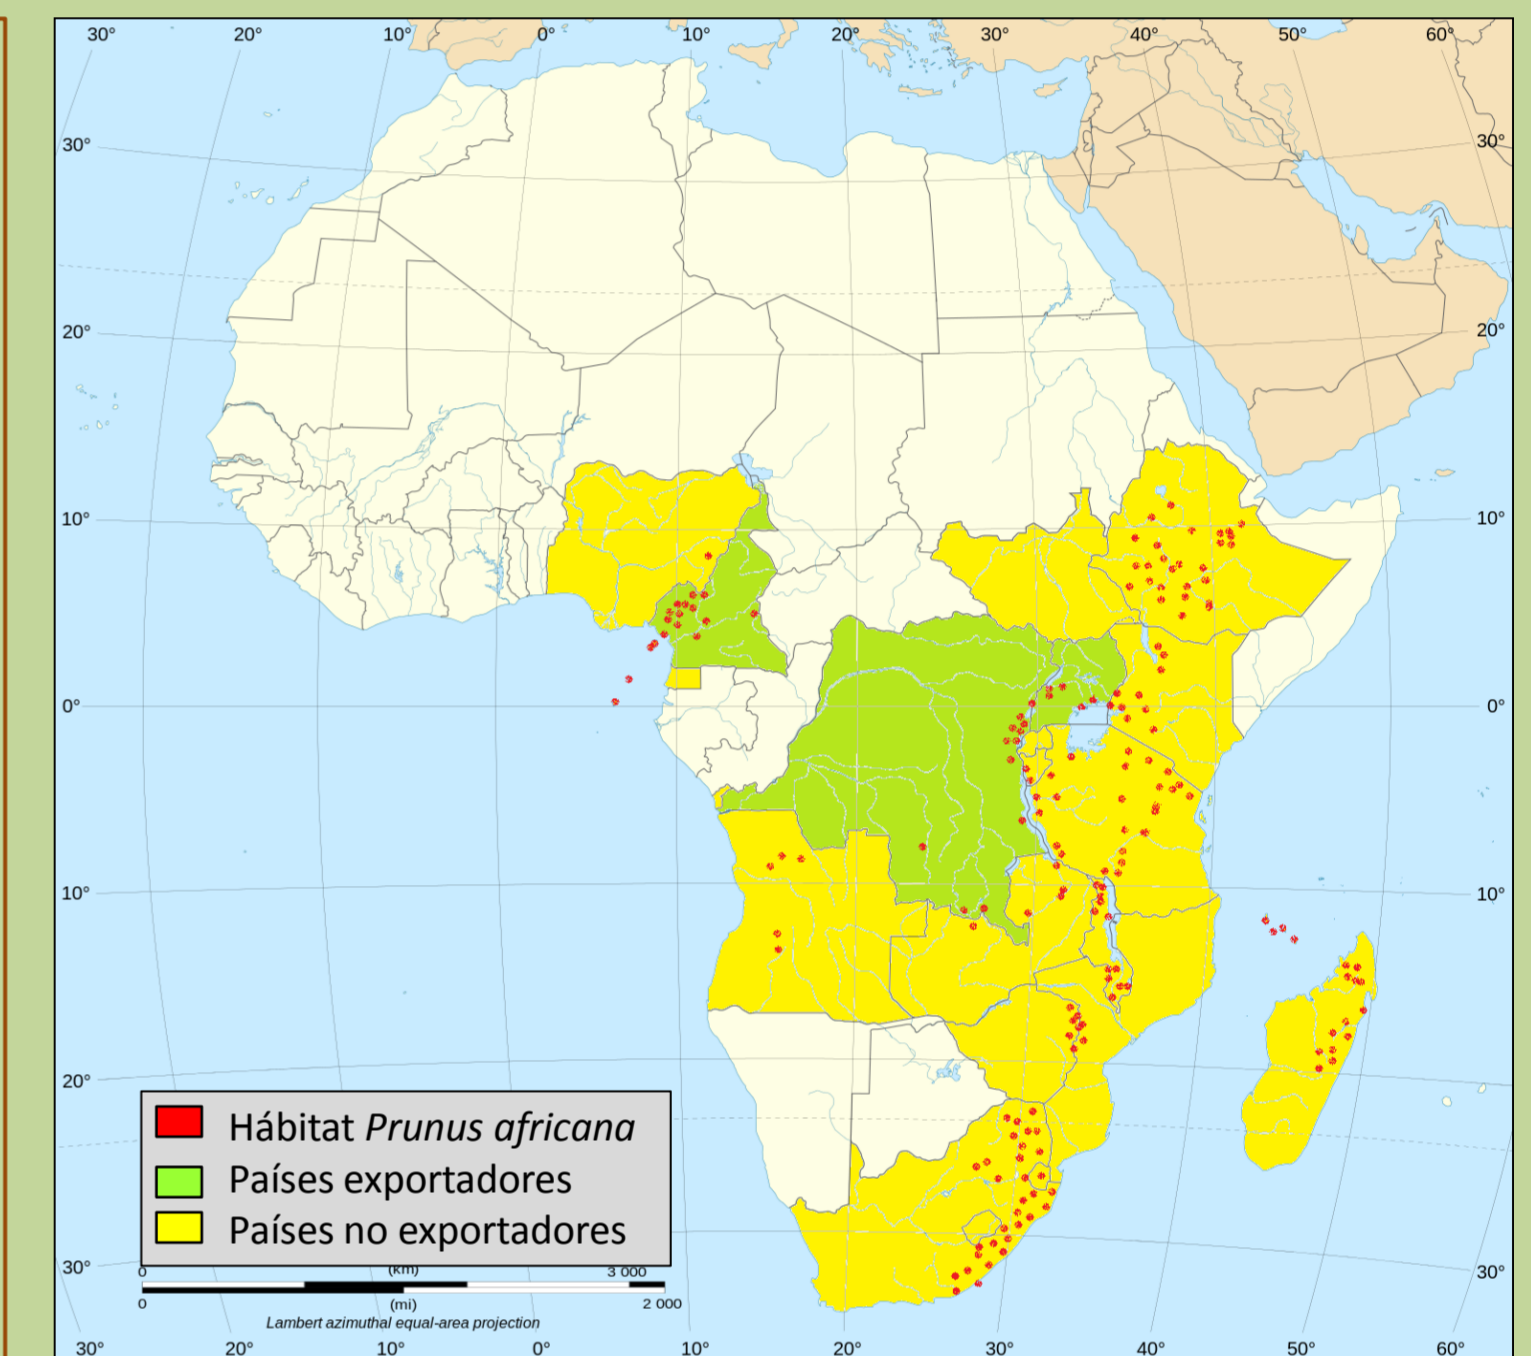 30° 20° 10° 0° 10° 20° 30° 40° 50° 60°
30° 30°
20° 20°
10° 10°
0° 0°
10° 10°
20° 20°
Hábitat Prunus africana
Países exportadores
Países no exportadores
30° 30°
0 (km) 3 000
0 (mi) 2 000
Lambert azimuthal equal-area projection
30° 20° 10° 0° 10° 20° 30° 40° 50° 60°